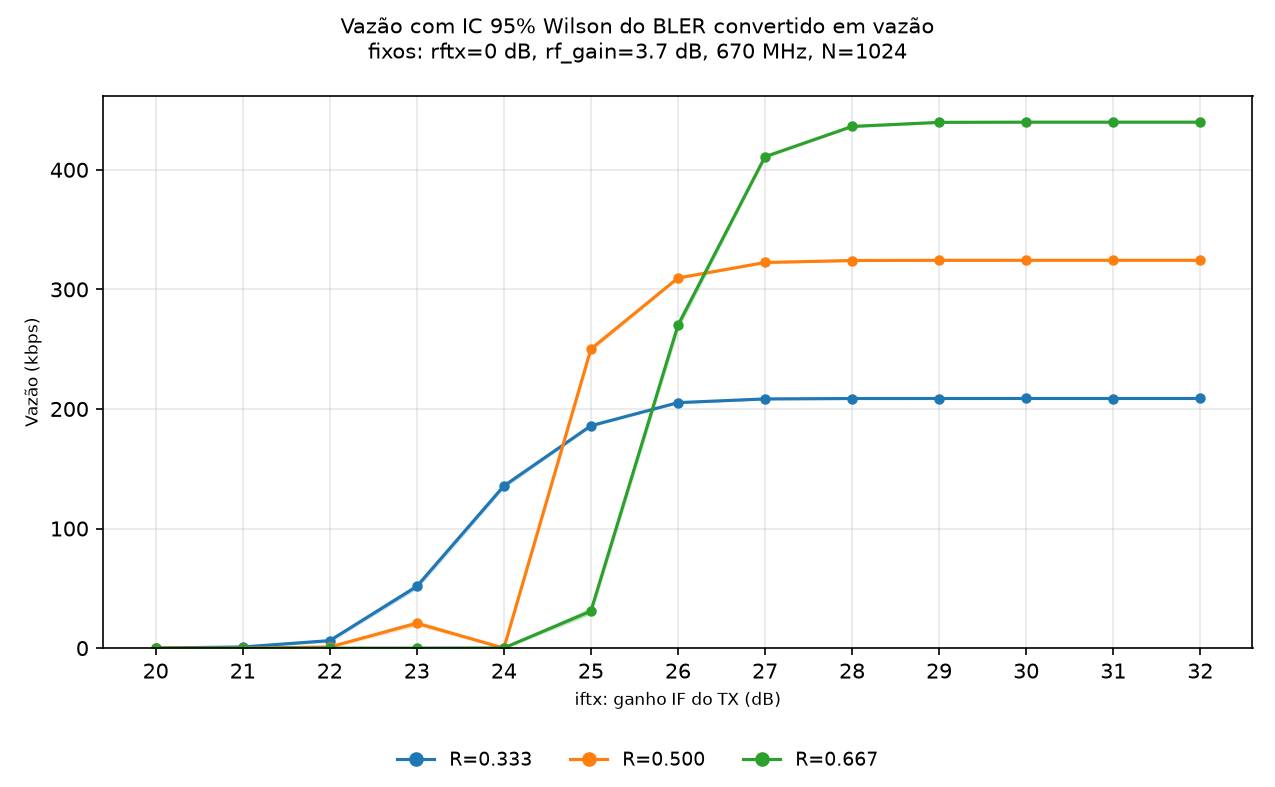 Vazão com IC 95% Wilson do BLER convertido em vazão
fixos: rftx=0 dB, rf_gain=3.7 dB, 670 MHz, N=1024
400
300
200
100
0
Vazão (kbps)
20 21 22 23 24 25 26 27 28 29 30 31 32
iftx: ganho IF do TX (dB)
R=0.333 R=0.500 R=0.667